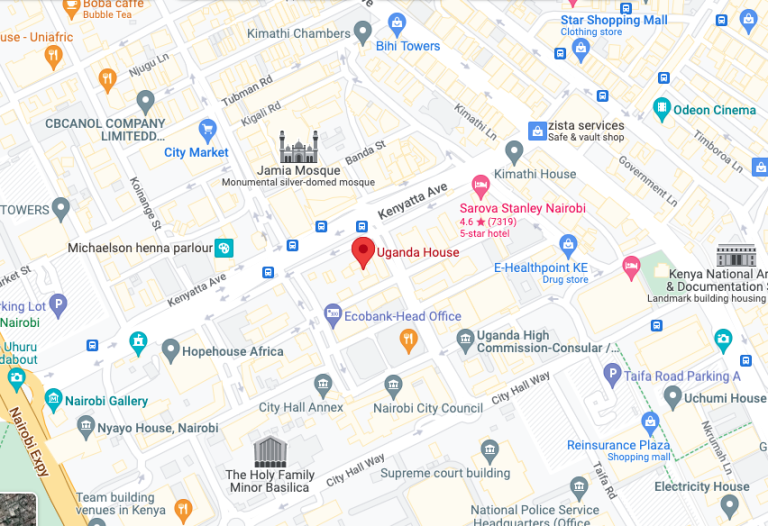 Boba caffe
Bubble Tea
use - Uniafric
Njugu Ln
Kimathi Chambers
Bihi Towers
Star Shopping Mall
Clothing store
Tubman Rd
Kigali Rd
CBCANOL COMPANY
LIMITEDD...
City Market
Jamia Mosque
Monumental silver-domed mosque
Banda St
Kimathi Ln
zista services
Safe & vault shop
Odeon Cinema
Timboroa Ln
Kimathi House
Government Ln
Koinange St
TOWERS
Kenyatta Ave
Sarova Stanley Nairobi
4.6 ★ (7319)
5-star hotel
Michaelson henna parlour
Uganda House
E-Healthpoint KE
Drug store
Kenya National Ar
& Documentation S
Landmark building housing
arket St
Kenyatta Ave
rking Lot
Nairobi
Ecobank-Head Office
Uhuru
dabout
Hopehouse Africa
Uganda High
Commission-Consular /...
Taifa Road Parking A
Nairobi Gallery
City Hall Annex
Nairobi City Council
City Hall Way
Uchumi House
Nairobi Expy
Nyayo House, Nairobi
Nkrumah Ln
Reinsurance Plaza
Shopping mall
The Holy Family
Minor Basilica
City Hall Way
Supreme court building
Taifa Rd
Electricity House
Team building
venues in Kenya
National Police Service
Headquarters (Office